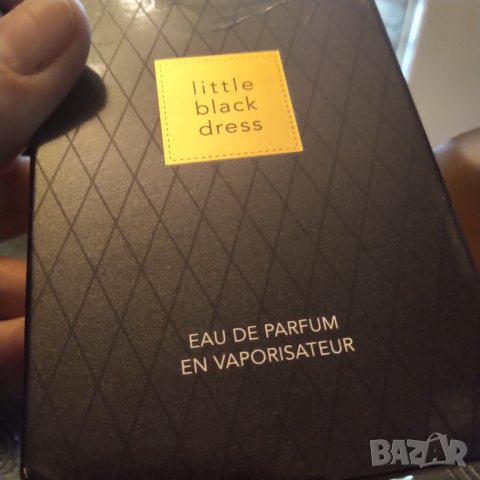 little
black
dress
EAU DE PARFUM
EN VAPORISATEUR
BAZAR